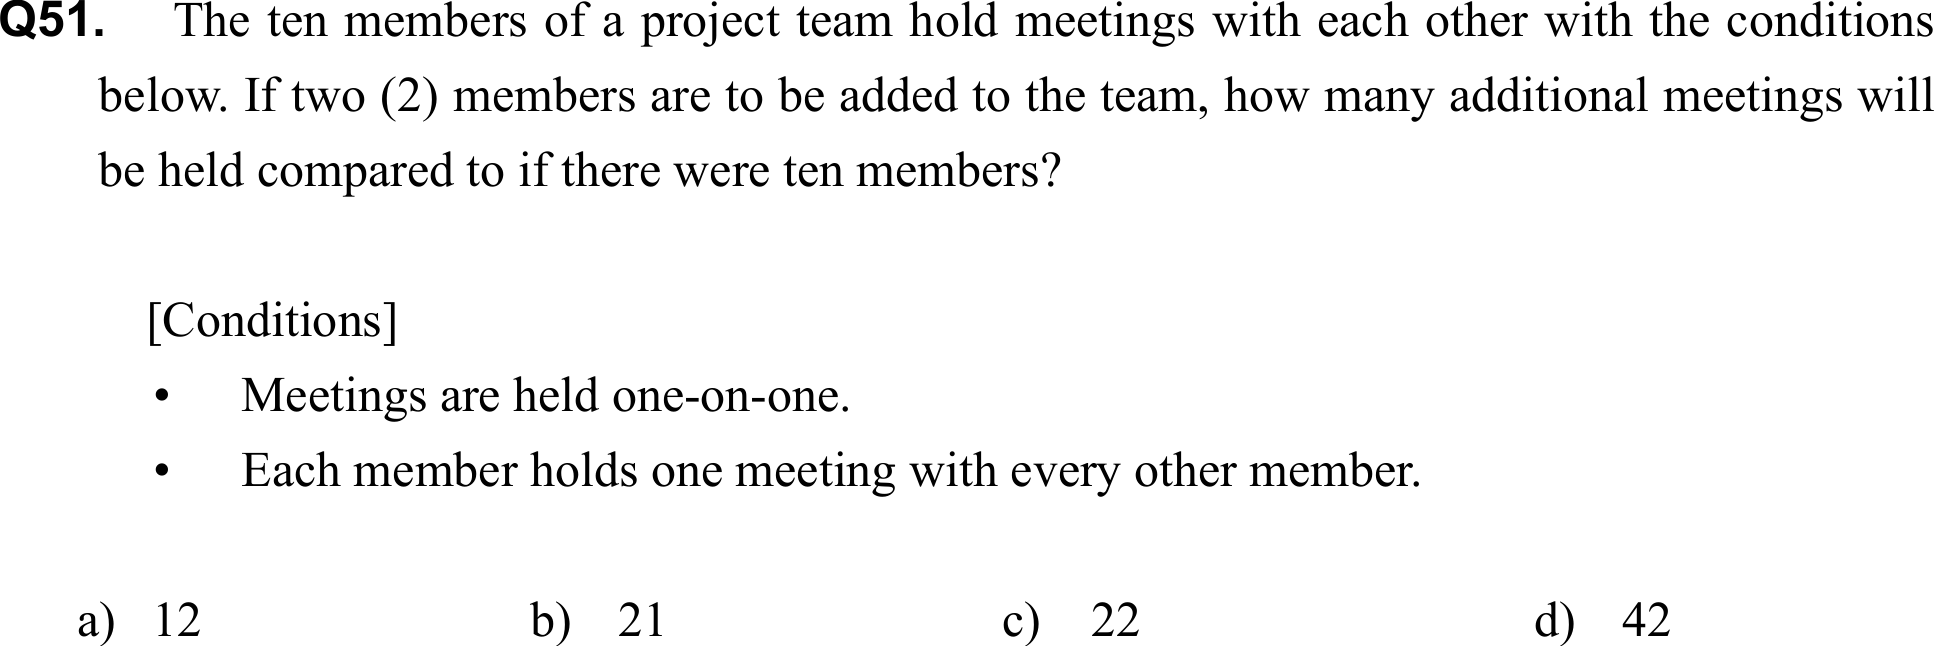 Q51. The ten members of a project team hold meetings with each other with the conditions
below. If two (2) members are to be added to the team, how many additional meetings will
be held compared to if there were ten members?
[Conditions]
• Meetings are held one-on-one.
• Each member holds one meeting with every other member.
a) 12 b) 21 c) 22 d) 42